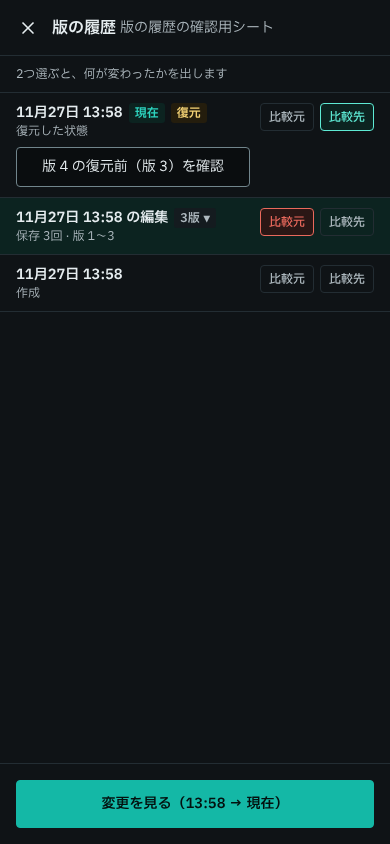 版の履歴 版の履歴の確認用シート
2つ選ぶと、何が変わったかを出します
11月27日 13:58 現在 復元 比較元 比較先
復元した状態
版 4 の復元前（版 3）を確認
11月27日 13:58 の編集 3版 ▾ 比較元 比較先
保存 3回 · 版 1〜3
11月27日 13:58 比較元 比較先
作成
変更を見る（13:58 → 現在）